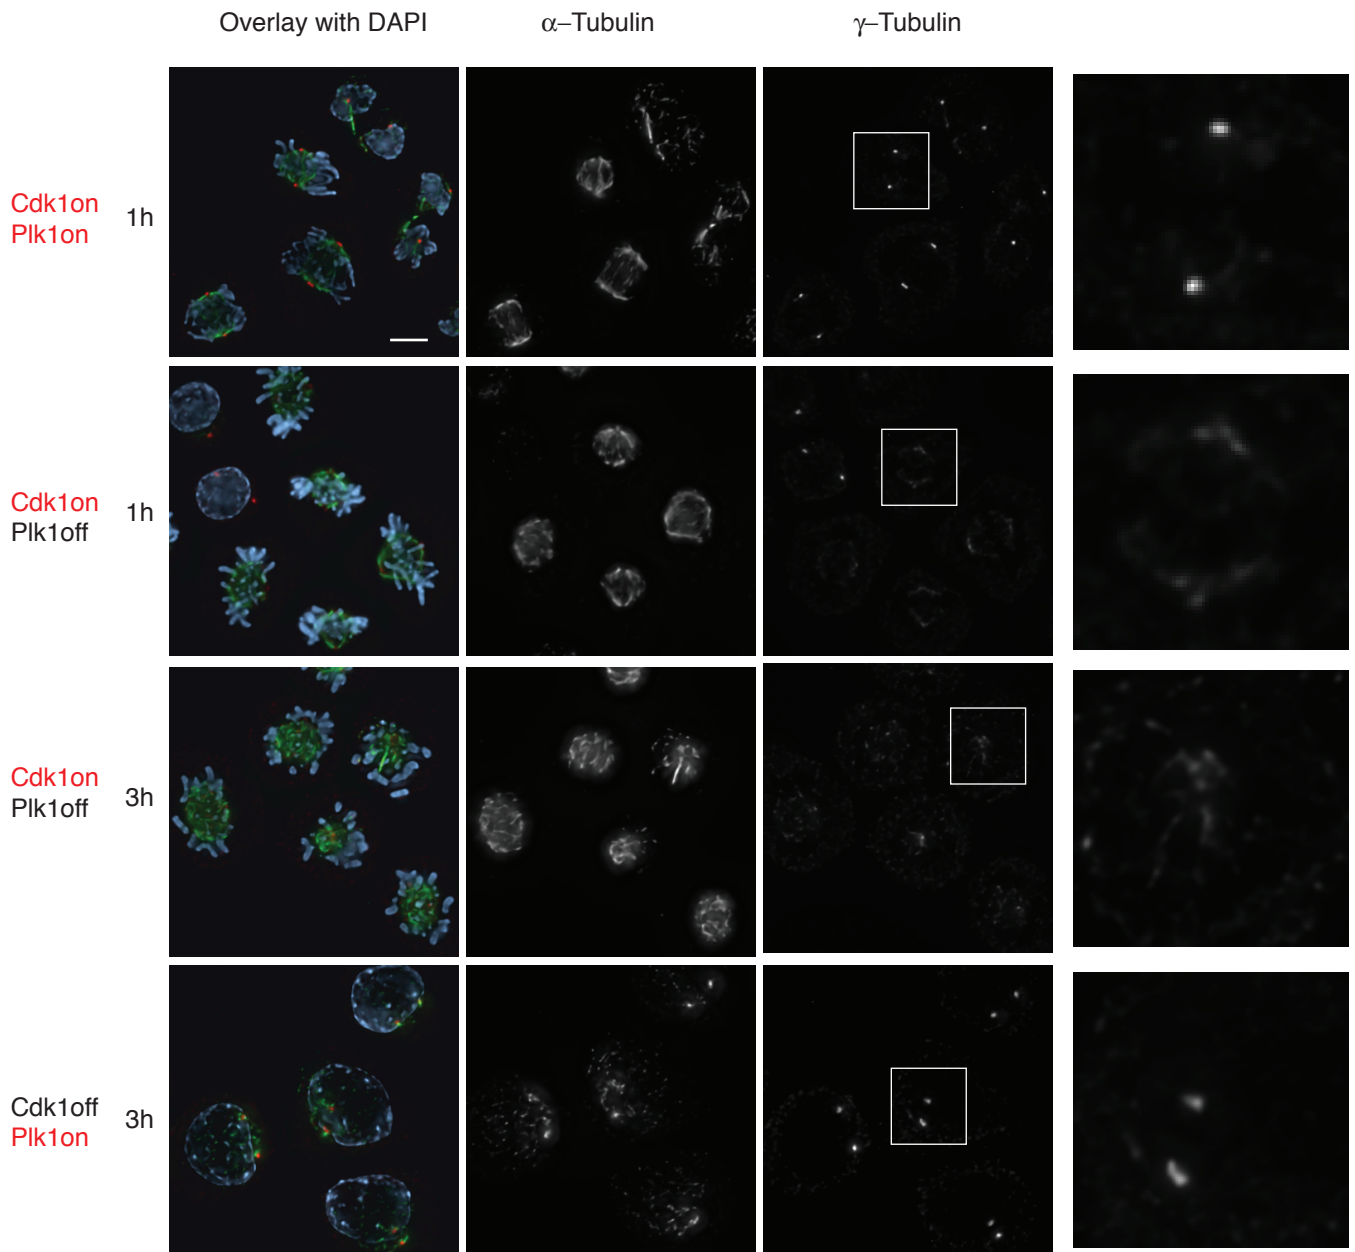 Overlay with DAPI
α–Tubulin
γ–Tubulin
Cdk1on
Plk1on
1h
Cdk1on
Plk1off
1h
Cdk1on
Plk1off
3h
Cdk1off
Plk1on
3h